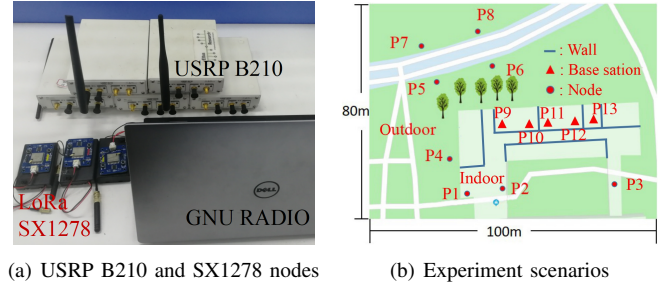 USRP B210
LoRa
SX1278
DELL
GNU RADIO
(a) USRP B210 and SX1278 nodes
P8
P7
P6
P5
: Wall
: Base sation
: Node
80m
Outdoor
P9
P10
P11
P12
P13
P4
Indoor
P1
P2
P3
100m
(b) Experiment scenarios